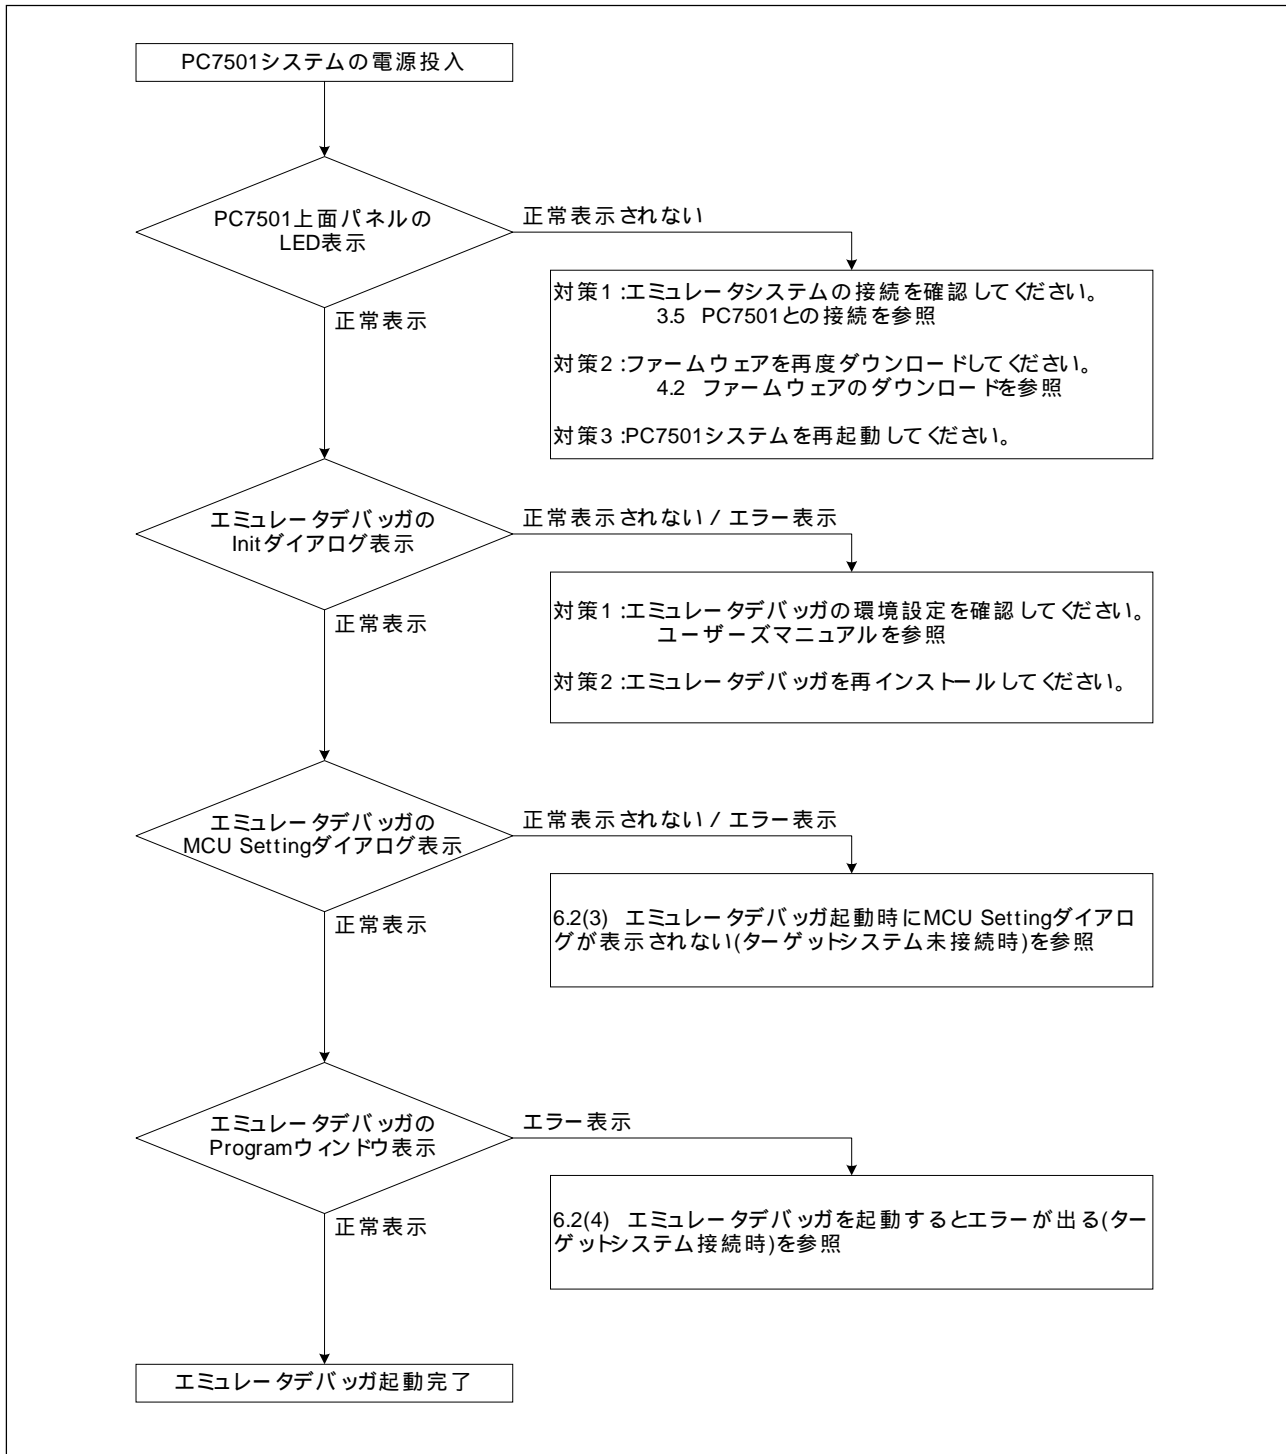 PC7501システムの電源投入
PC7501上面パネルの
LED表示
正常表示されない
正常表示
対策1:エミュレータシステムの接続を確認してください。
3.5 PC7501との接続を参照
対策2:ファームウェアを再度ダウンロードしてください。
4.2 ファームウェアのダウンロードを参照
対策3:PC7501システムを再起動してください。
エミュレータデバッガの
Initダイアログ表示
正常表示されない / エラー表示
正常表示
対策1:エミュレータデバッガの環境設定を確認してください。
ユーザーズマニュアルを参照
対策2:エミュレータデバッガを再インストールしてください。
エミュレータデバッガの
MCU Settingダイアログ表示
正常表示されない / エラー表示
正常表示
6.2(3) エミュレータデバッガ起動時にMCU Settingダイアロ
グが表示されない(ターゲットシステム未接続時)を参照
エミュレータデバッガの
Programウィンドウ表示
エラー表示
正常表示
6.2(4) エミュレータデバッガを起動するとエラーが出る(ター
ゲットシステム接続時)を参照
エミュレータデバッガ起動完了